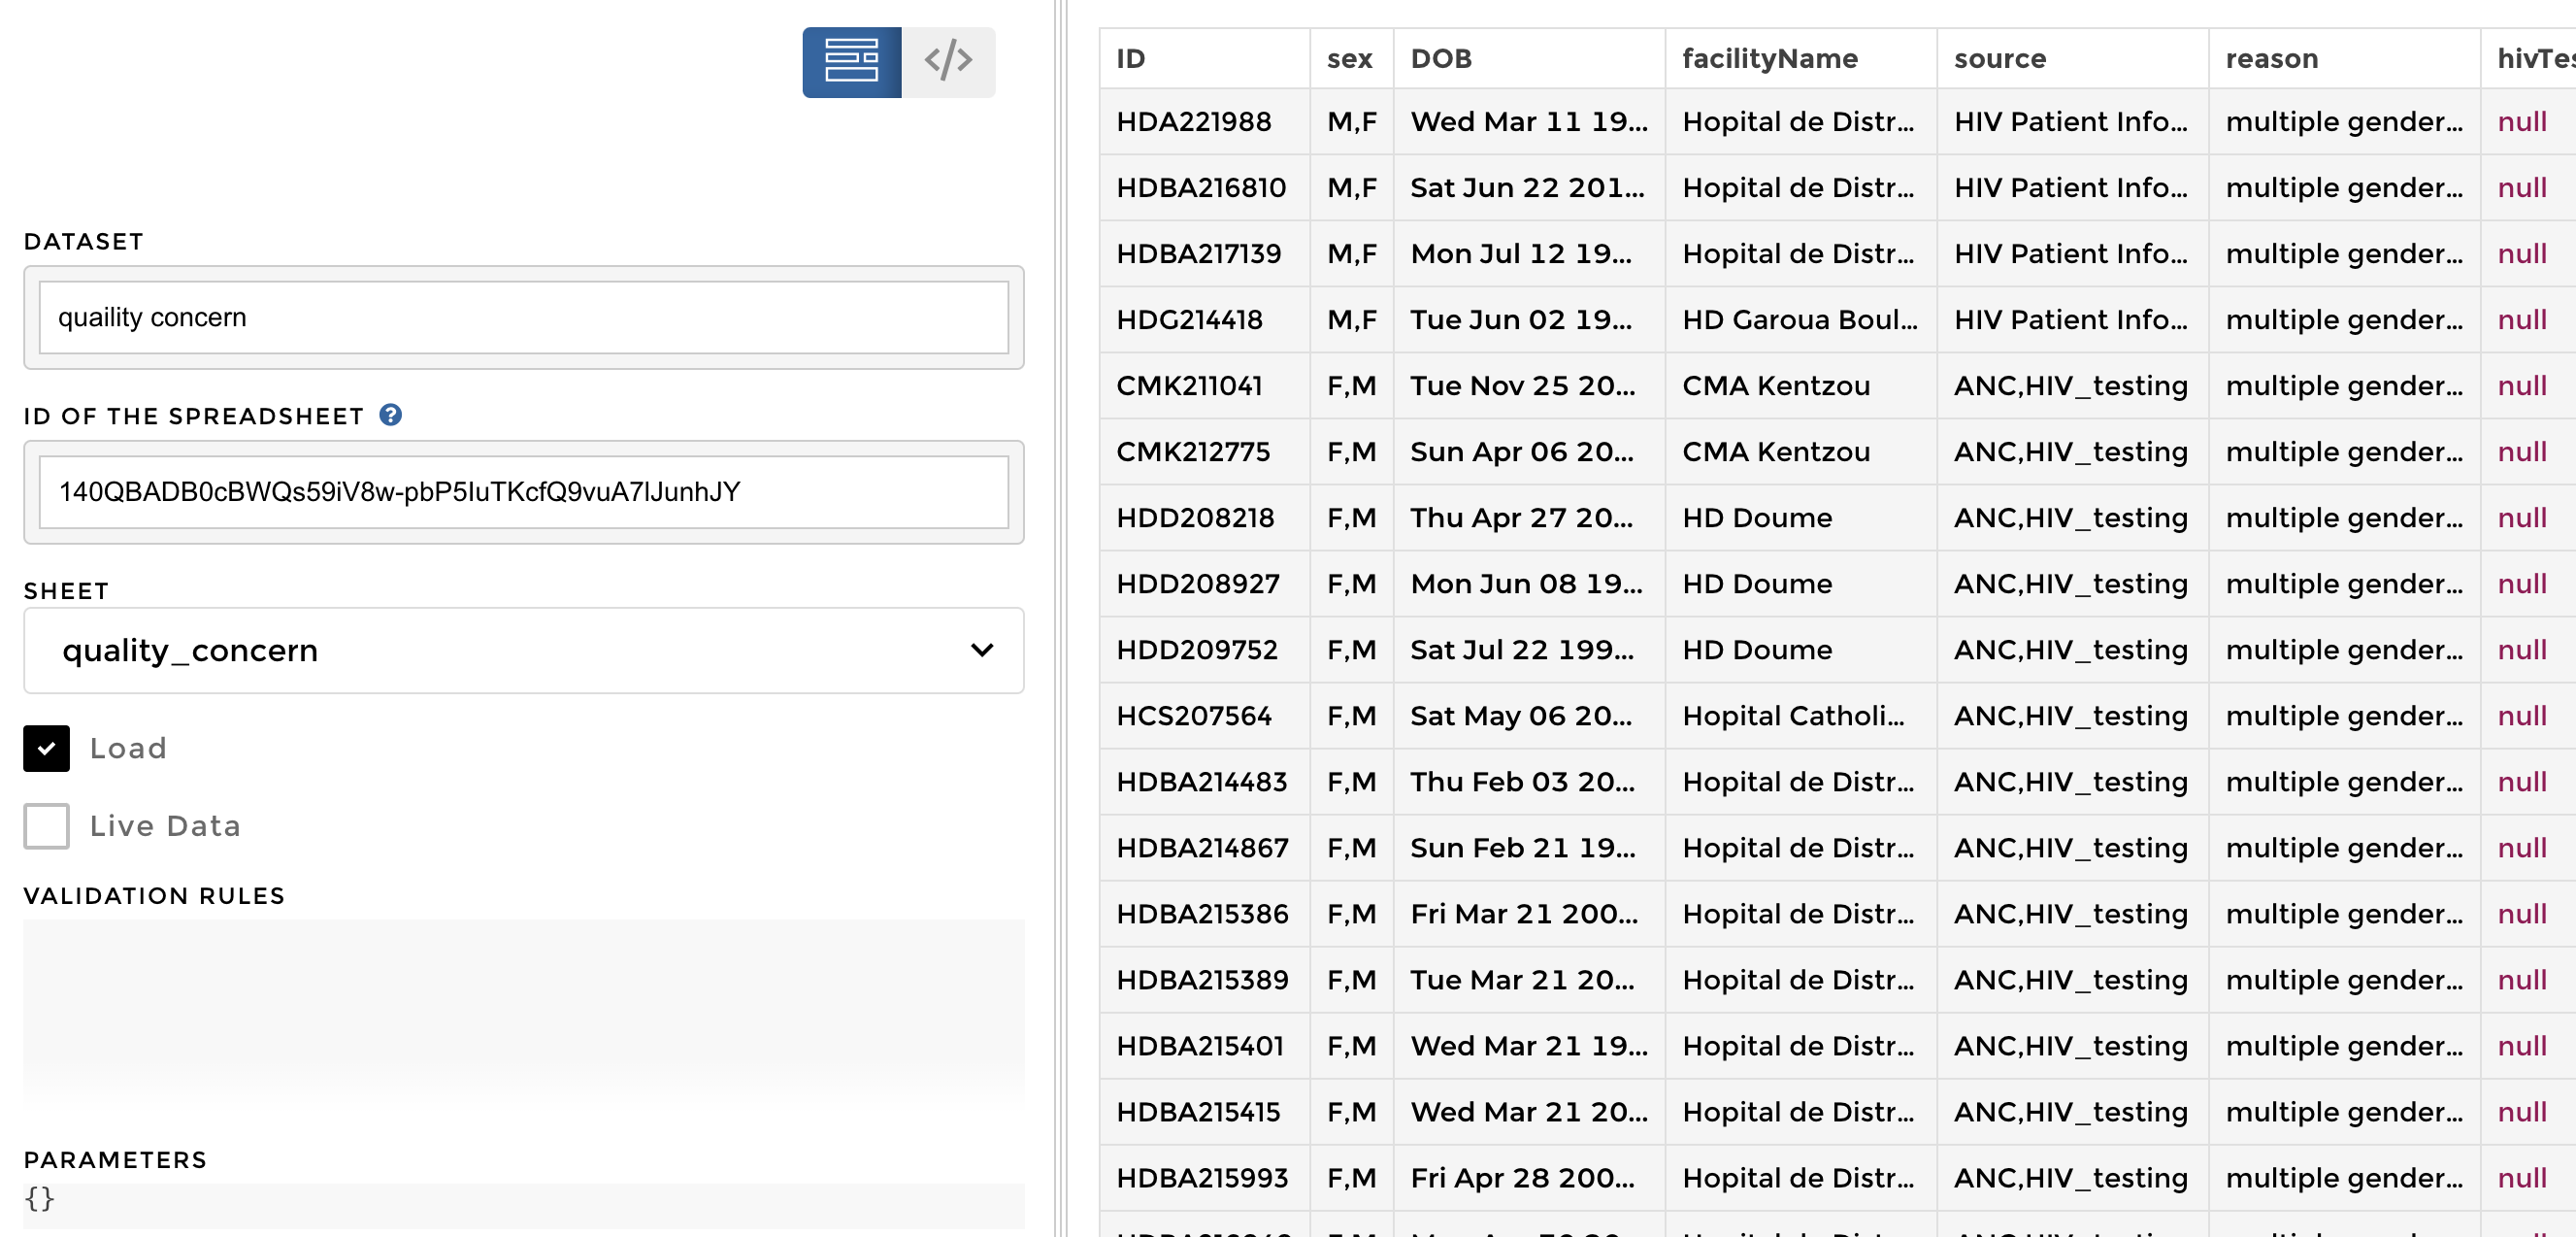 </>
DATASET
quaility concern
ID OF THE SPREADSHEET ?
140QBADB0cBWQs59iV8w-pbP5IuTKcfQ9vuA7lJunhJY
SHEET
quality_concern
Load
Live Data
VALIDATION RULES
PARAMETERS
{}
ID sex DOB facilityName source reason hivTes
HDA221988 M,F Wed Mar 11 19... Hopital de Distr... HIV Patient Info... multiple gender... null
HDBA216810 M,F Sat Jun 22 201... Hopital de Distr... HIV Patient Info... multiple gender... null
HDBA217139 M,F Mon Jul 12 19... Hopital de Distr... HIV Patient Info... multiple gender... null
HDG214418 M,F Tue Jun 02 19... HD Garoua Boul... HIV Patient Info... multiple gender... null
CMK211041 F,M Tue Nov 25 20... CMA Kentzou ANC,HIV_testing multiple gender... null
CMK212775 F,M Sun Apr 06 20... CMA Kentzou ANC,HIV_testing multiple gender... null
HDD208218 F,M Thu Apr 27 20... HD Doume ANC,HIV_testing multiple gender... null
HDD208927 F,M Mon Jun 08 19... HD Doume ANC,HIV_testing multiple gender... null
HDD209752 F,M Sat Jul 22 199... HD Doume ANC,HIV_testing multiple gender... null
HCS207564 F,M Sat May 06 20... Hopital Catholi... ANC,HIV_testing multiple gender... null
HDBA214483 F,M Thu Feb 03 20... Hopital de Distr... ANC,HIV_testing multiple gender... null
HDBA214867 F,M Sun Feb 21 19... Hopital de Distr... ANC,HIV_testing multiple gender... null
HDBA215386 F,M Fri Mar 21 200... Hopital de Distr... ANC,HIV_testing multiple gender... null
HDBA215389 F,M Tue Mar 21 20... Hopital de Distr... ANC,HIV_testing multiple gender... null
HDBA215401 F,M Wed Mar 21 19... Hopital de Distr... ANC,HIV_testing multiple gender... null
HDBA215415 F,M Wed Mar 21 20... Hopital de Distr... ANC,HIV_testing multiple gender... null
HDBA215993 F,M Fri Apr 28 200... Hopital de Distr... ANC,HIV_testing multiple gender... null